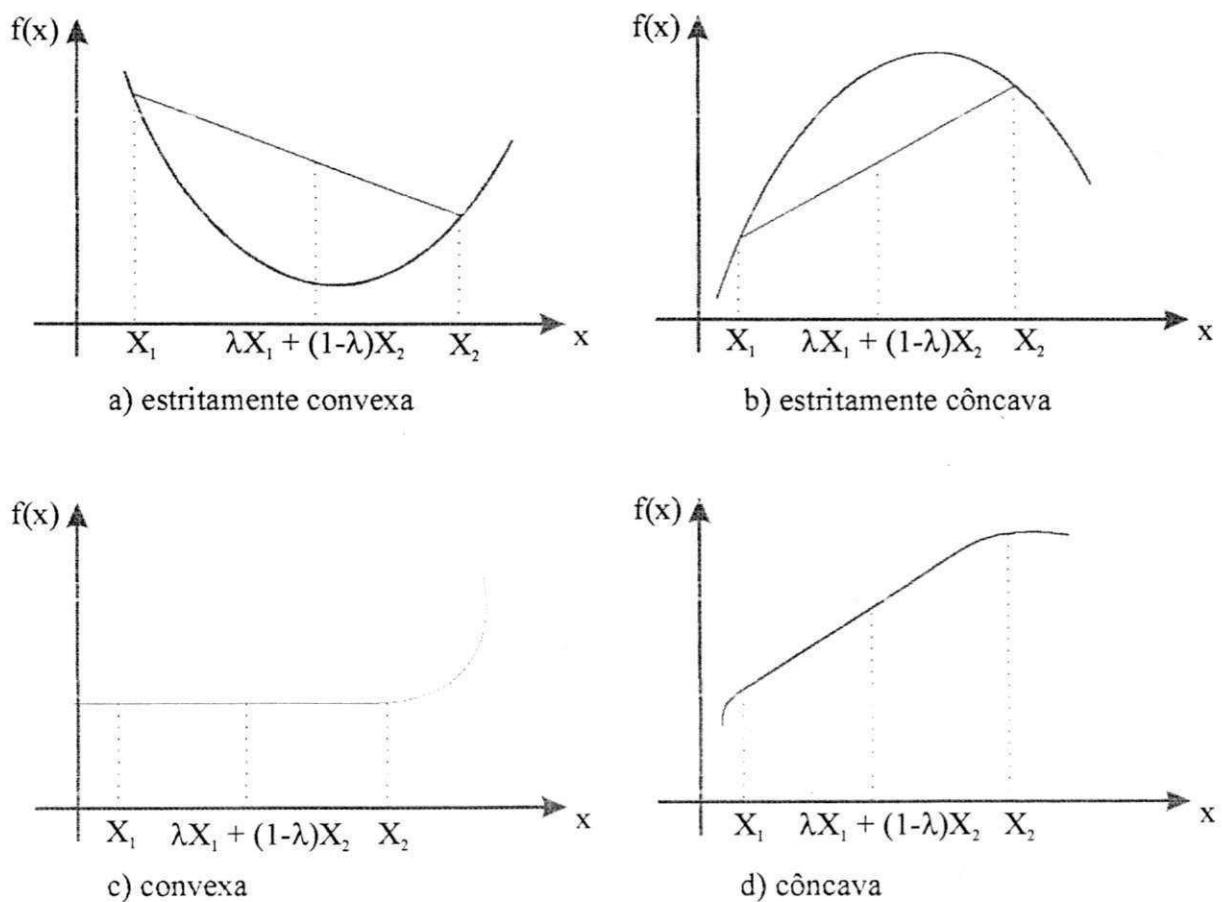 f(x)
x
X₁ λX₁ + (1-λ)X₂ X₂
a) estritamente convexa
f(x)
x
X₁ λX₁ + (1-λ)X₂ X₂
b) estritamente côncava
f(x)
x
X₁ λX₁ + (1-λ)X₂ X₂
c) convexa
f(x)
x
X₁ λX₁ + (1-λ)X₂ X₂
d) côncava